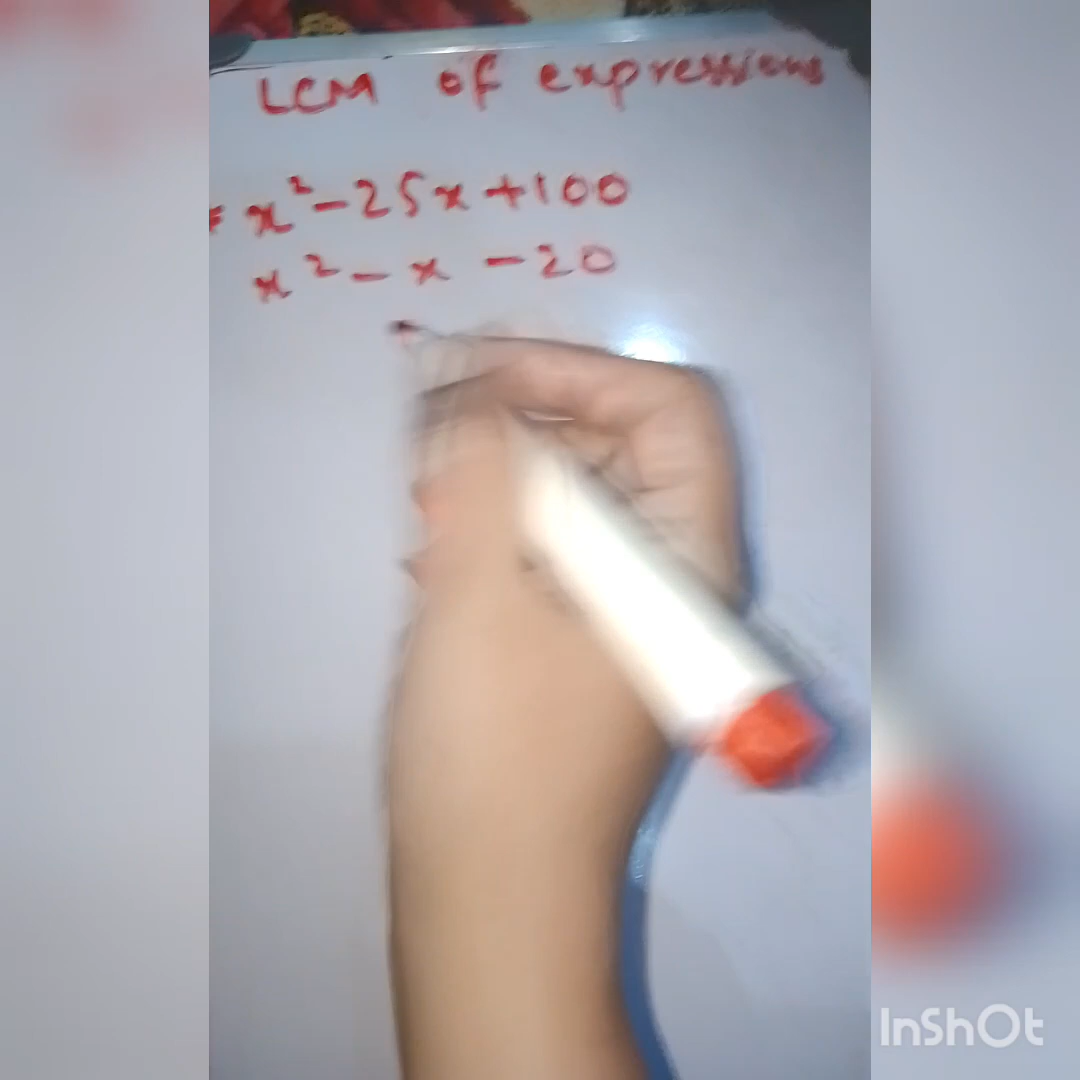 LCM of expressions
x² - 25x + 100
x² - x - 20
InShOt